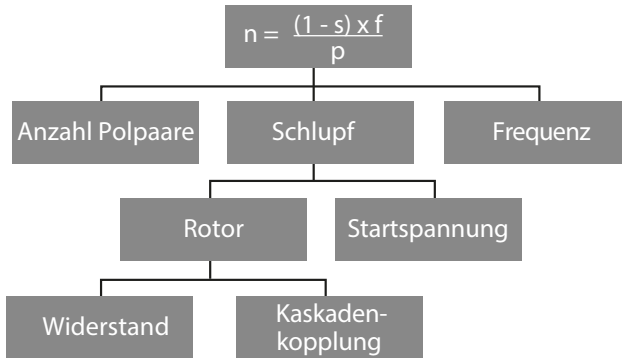 n = (1 - s) x f
p
Anzahl Polpaare
Schlupf
Frequenz
Rotor
Startspannung
Widerstand
Kaskaden-
kopplung